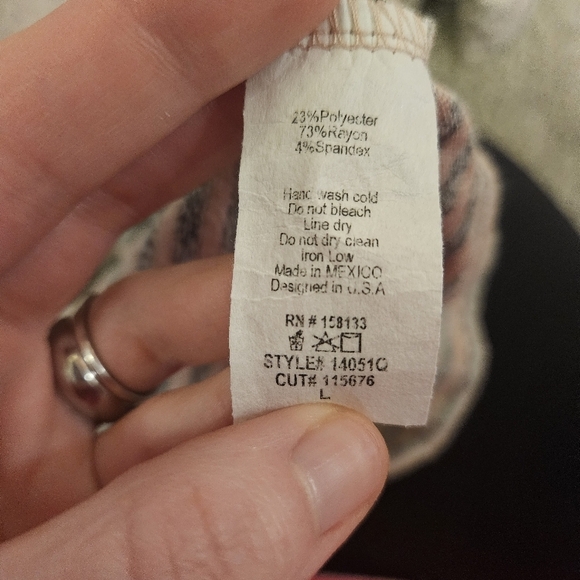 23%Polyester
73%Rayon
4%Spandex
Hand wash cold
Do not bleach
Line dry
Do not dry clean
Iron Low
Made in MEXICO
Designed in U.S.A
RN # 158133
STYLE# 14051Q
CUT# 115676
L